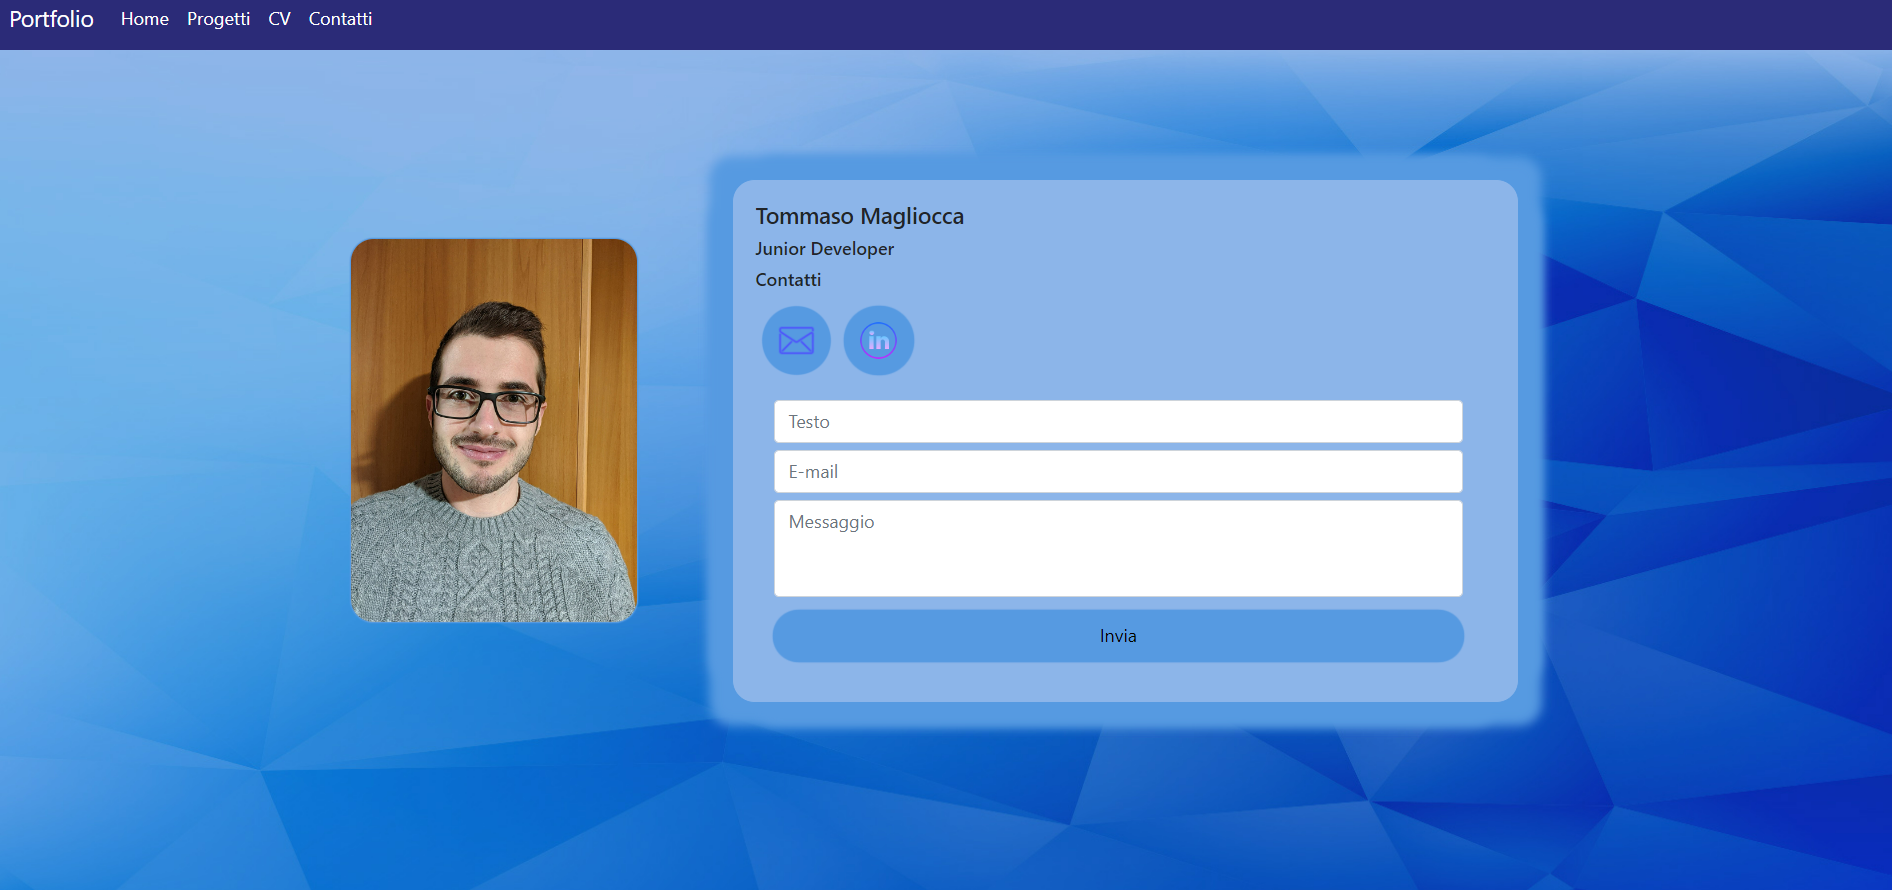 Portfolio Home Progetti CV Contatti
Tommaso Magliocca
Junior Developer
Contatti
in
Testo
E-mail
Messaggio
Invia